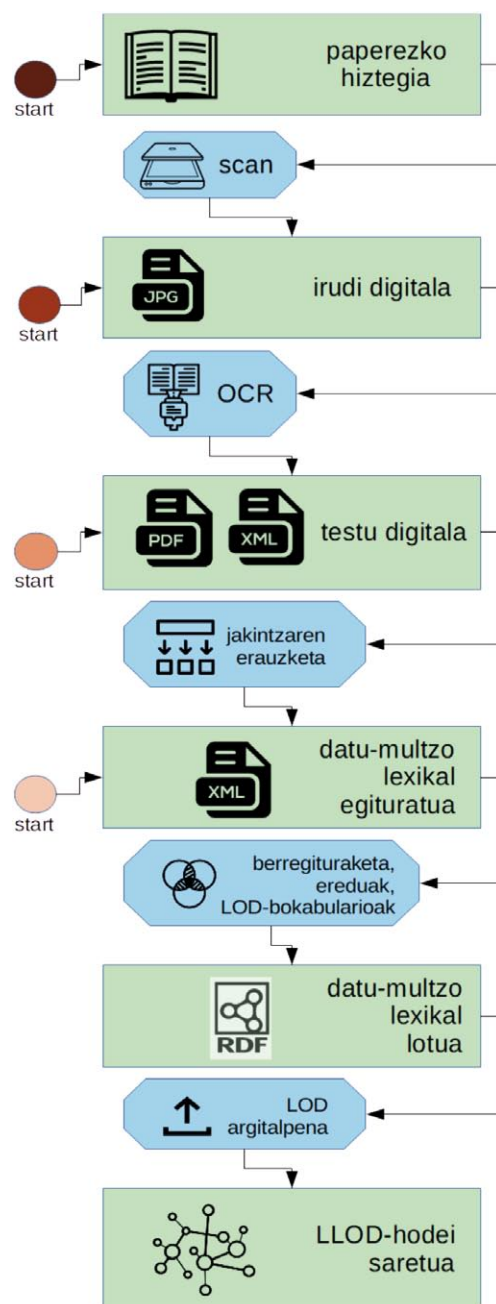 paperezko
hiztegia
start
scan
JPG
irudi digitala
start
OCR
PDF
XML
testu digitala
start
jakintzaren
erauzketa
XML
datu-multzo
lexikal
egituratua
start
berregituraketa,
ereduak,
LOD-bokabularioak
RDF
datu-multzo
lexikal
lotua
LOD
argitalpena
LLOD-hodei
saretua